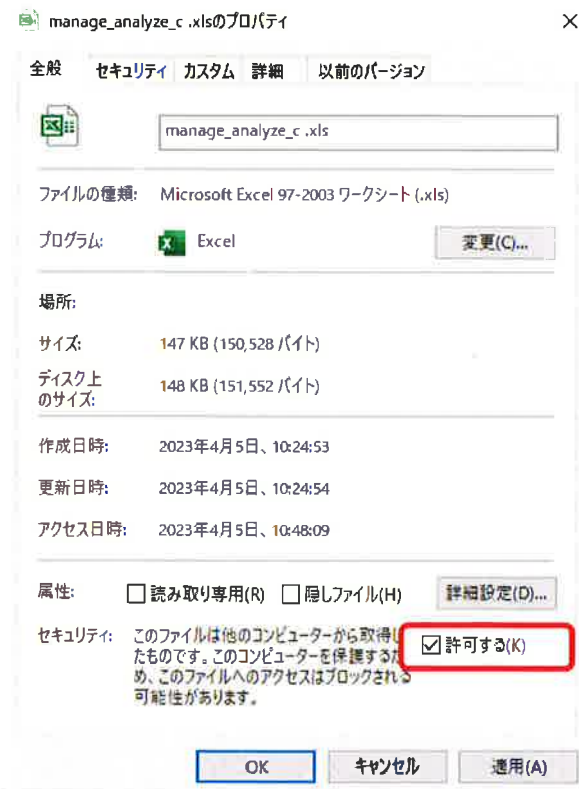 manage_analyze_c .xlsのプロパティ
全般 セキュリティ カスタム 詳細 以前のバージョン
manage_analyze_c .xls
ファイルの種類: Microsoft Excel 97-2003 ワークシート (.xls)
プログラム: Excel 変更(C)...
場所:
サイズ: 147 KB (150,528 バイト)
ディスク上
のサイズ: 148 KB (151,552 バイト)
作成日時: 2023年4月5日、10:24:53
更新日時: 2023年4月5日、10:24:54
アクセス日時: 2023年4月5日、10:48:09
属性: 読み取り専用(R) 隠しファイル(H) 詳細設定(D)...
セキュリティ: このファイルは他のコンピューターから取得し 許可する(K)
たものです。このコンピューターを保護するた
め、このファイルへのアクセスはブロックされる
可能性があります。
OK キャンセル 適用(A)